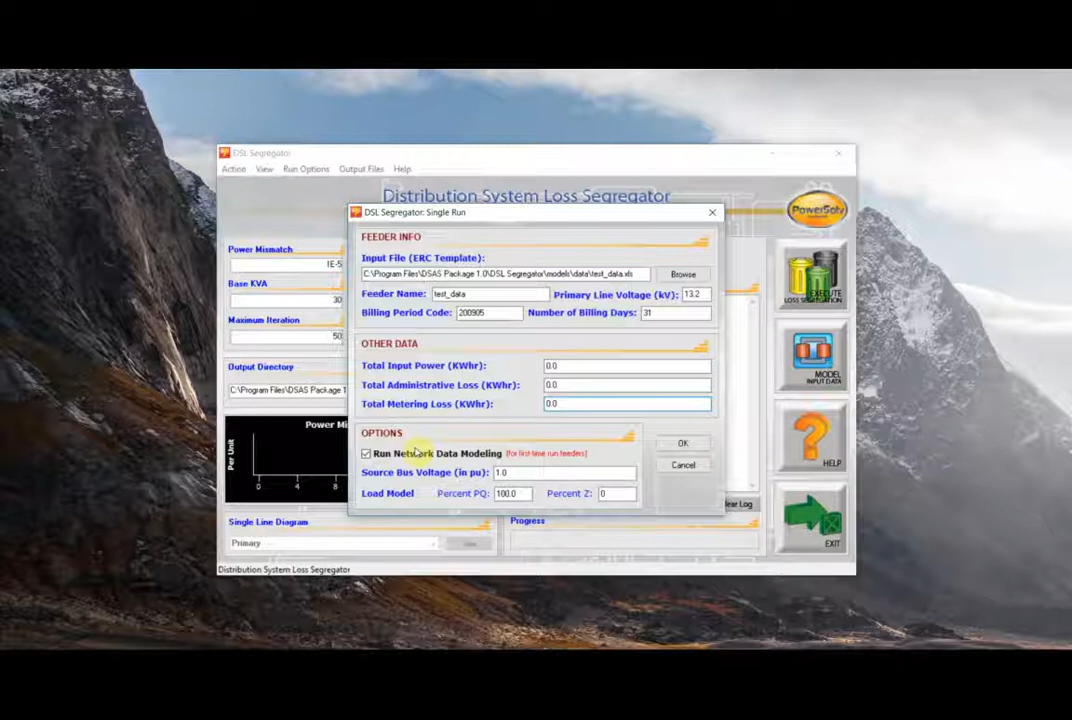 DSL Segregator
Action View Run Options Output Files Help
Distribution System Loss Segregator
PowerSolv
DSL Segregator: Single Run
FEEDER INFO
Input File (ERC Template):
C:\Program Files\DSAS Package 1.0\DSL Segregator\models\data\test_data.xls Browse
Feeder Name: test_data Primary Line Voltage (kV): 13.2
Billing Period Code: 200905 Number of Billing Days: 31
OTHER DATA
Total Input Power (KWhr): 0.0
Total Administrative Loss (KWhr): 0.0
Total Metering Loss (KWhr): 0.0
OPTIONS
Run Network Data Modeling (for first-time run feeders)
Source Bus Voltage (in pu): 1.0
Load Model Percent PQ: 100.0 Percent Z: 0
OK
Cancel
Power Mismatch
1E-5
Base KVA
30
Maximum Iteration
50
Output Directory
C:\Program Files\DSAS Package 1
Power Mi
Per Unit
0 4 8
Single Line Diagram
Primary
Progress
lear Log
EXECUTE
LOSS SEGREGATION
MODEL
INPUT DATA
HELP
EXIT
Distribution System Loss Segregator